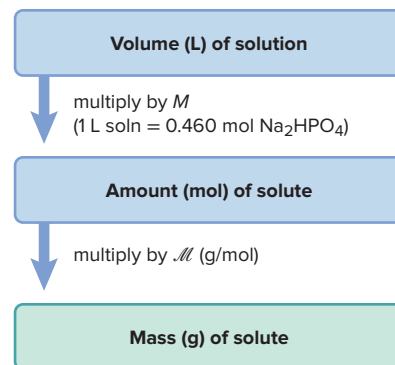 Volume (L) of solution
multiply by M
(1 L soln = 0.460 mol Na₂HPO₄)
Amount (mol) of solute
multiply by ℳ (g/mol)
Mass (g) of solute